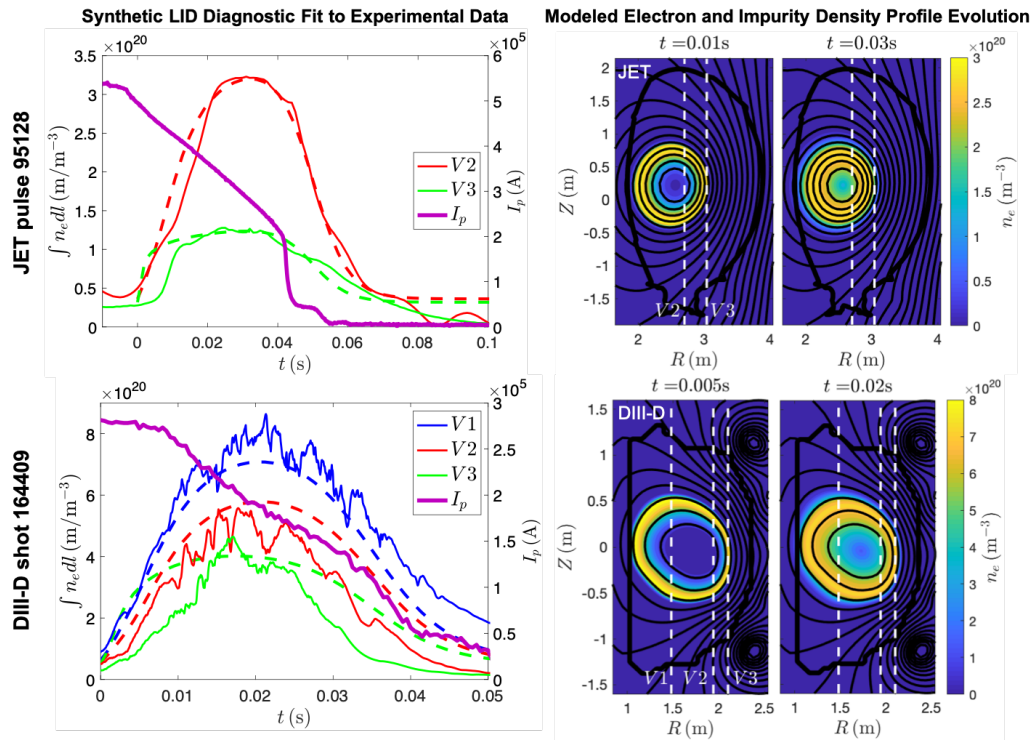 Synthetic LID Diagnostic Fit to Experimental Data
Modeled Electron and Impurity Density Profile Evolution
JET pulse 95128
×10^20
×10^5
3.5
3
2.5
2
1.5
1
0.5
0
∫ n_e dl (m/m^−3)
6
5
4
3
2
1
0
I_p (A)
V2
V3
I_p
0
0.02
0.04
0.06
0.08
0.1
t (s)
t =0.01s
t =0.03s
JET
2
1.5
1
0.5
0
-0.5
-1
-1.5
Z (m)
V2
V3
2
3
4
2
3
4
R (m)
R (m)
×10^20
3
2.5
2
1.5
1
0.5
0
n_e (m^−3)
DIII-D shot 164409
×10^20
×10^5
8
6
4
2
0
∫ n_e dl (m/m^−3)
3
2.5
2
1.5
1
0.5
0
I_p (A)
V1
V2
V3
I_p
0
0.01
0.02
0.03
0.04
0.05
t (s)
t =0.005s
t =0.02s
DIII-D
1.5
1
0.5
0
-0.5
-1
-1.5
Z (m)
V1
V2
V3
1
1.5
2
2.5
1
1.5
2
2.5
R (m)
R (m)
×10^20
8
7
6
5
4
3
2
1
0
n_e (m^−3)